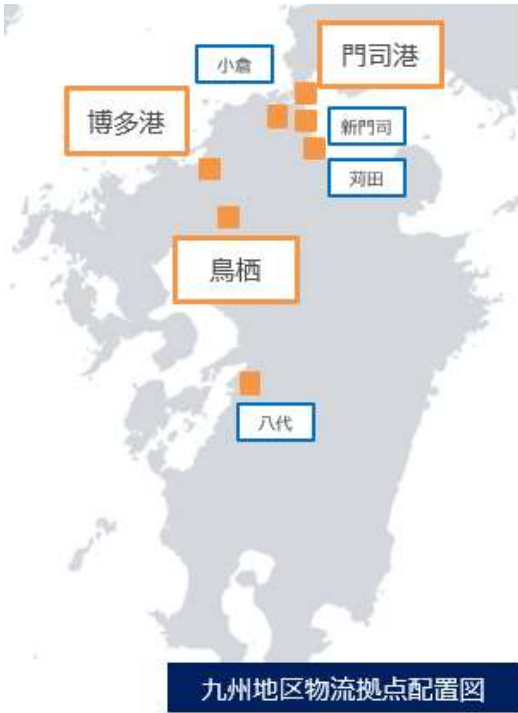 門司港
小倉
博多港
新門司
苅田
鳥栖
八代
九州地区物流拠点配置図